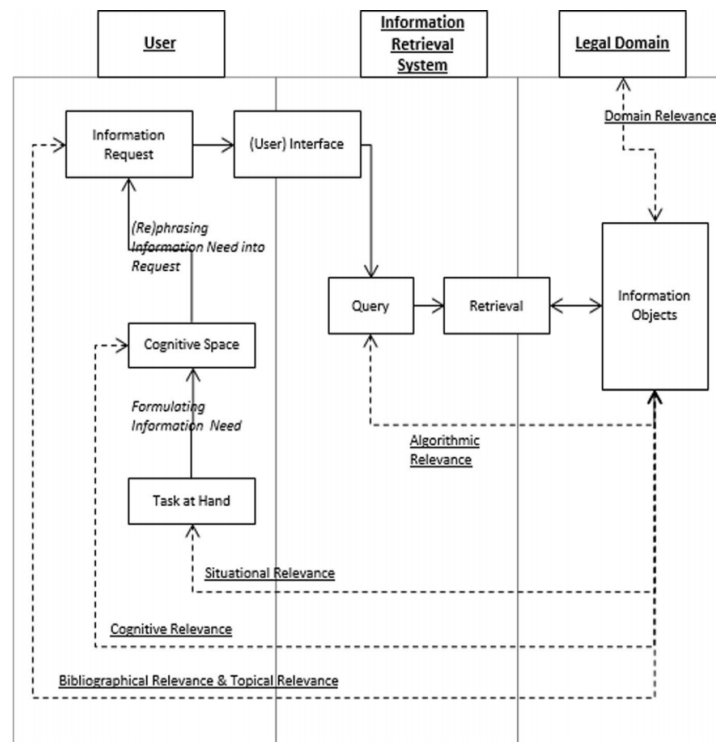 User
Information
Retrieval
System
Legal Domain
Domain Relevance
Information
Request
(User) Interface
(Re)phrasing
Information Need into
Request
Query
Retrieval
Information
Objects
Cognitive Space
Formulating
Information Need
Algorithmic
Relevance
Task at Hand
Situational Relevance
Cognitive Relevance
Bibliographical Relevance & Topical Relevance